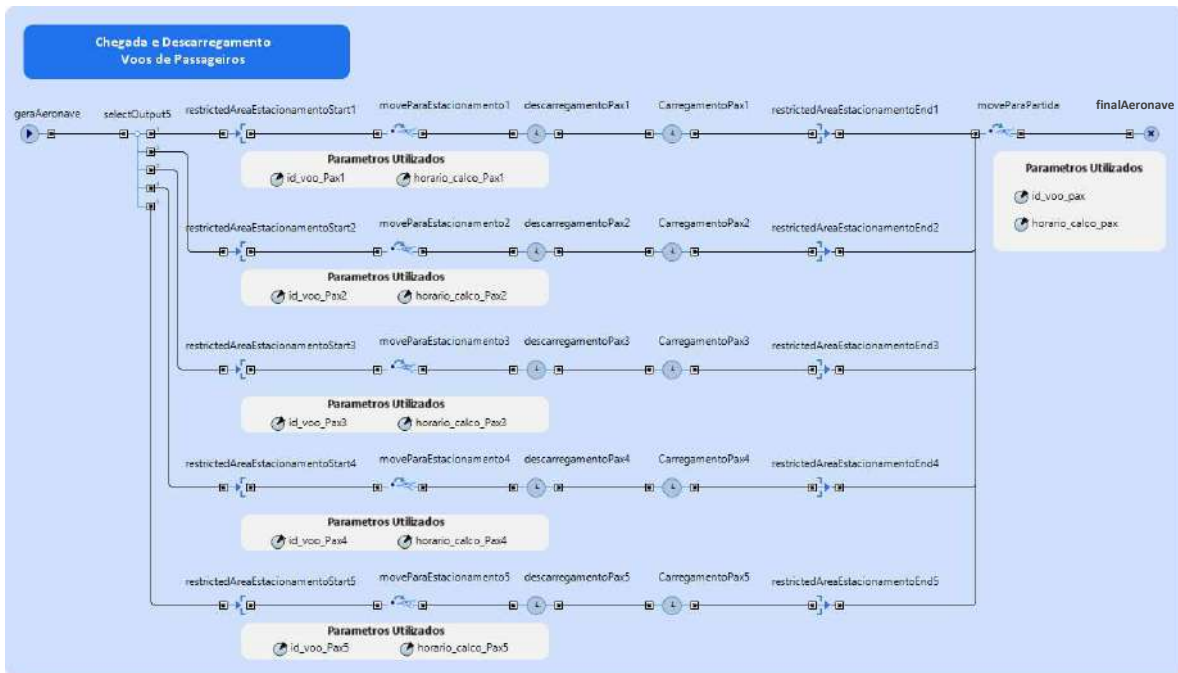 Chegada e Descarregamento
Voos de Passageiros
geraAeronave
selectOutput5
restrictedAreaEstacionamentoStart1
moveParaEstacionamento1
descarregamentoPax1
CarregamentoPax1
restrictedAreaEstacionamentoEnd1
moveParaPartida
finalAeronave
Parametros Utilizados
id_voo_Pax1
horario_calco_Pax1
Parametros Utilizados
id_voo_pax
horario_calco_pax
restrictedAreaEstacionamentoStart2
moveParaEstacionamento2
descarregamentoPax2
CarregamentoPax2
restrictedAreaEstacionamentoEnd2
Parametros Utilizados
id_voo_Pax2
horario_calco_Pax2
restrictedAreaEstacionamentoStart3
moveParaEstacionamento3
descarregamentoPax3
CarregamentoPax3
restrictedAreaEstacionamentoEnd3
Parametros Utilizados
id_voo_Pax3
horario_calco_Pax3
restrictedAreaEstacionamentoStart4
moveParaEstacionamento4
descarregamentoPax4
CarregamentoPax4
restrictedAreaEstacionamentoEnd4
Parametros Utilizados
id_voo_Pax4
horario_calco_Pax4
restrictedAreaEstacionamentoStart5
moveParaEstacionamento5
descarregamentoPax5
CarregamentoPax5
restrictedAreaEstacionamentoEnd5
Parametros Utilizados
id_voo_Pax5
horario_calco_Pax5